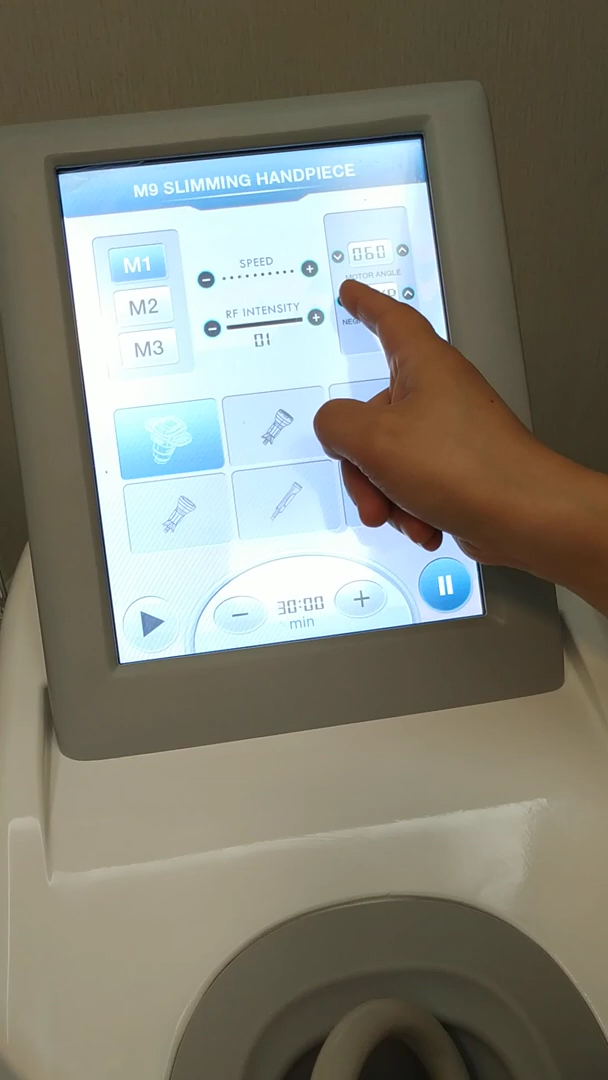 M9 SLIMMING HANDPIECE
M1
M2
M3
SPEED
RF INTENSITY
01
060
MOTOR ANGLE
30:00
min